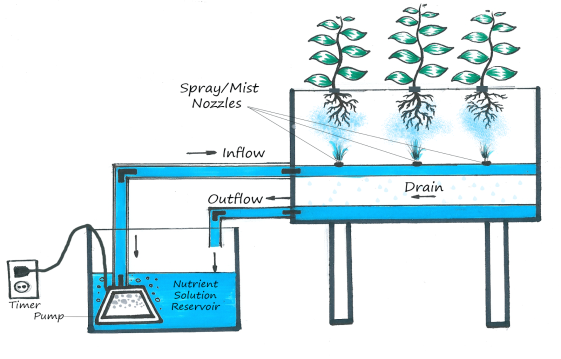 Spray/Mist
Nozzles
Inflow
Outflow
Drain
Nutrient
Solution
Reservoir
Timer
Pump